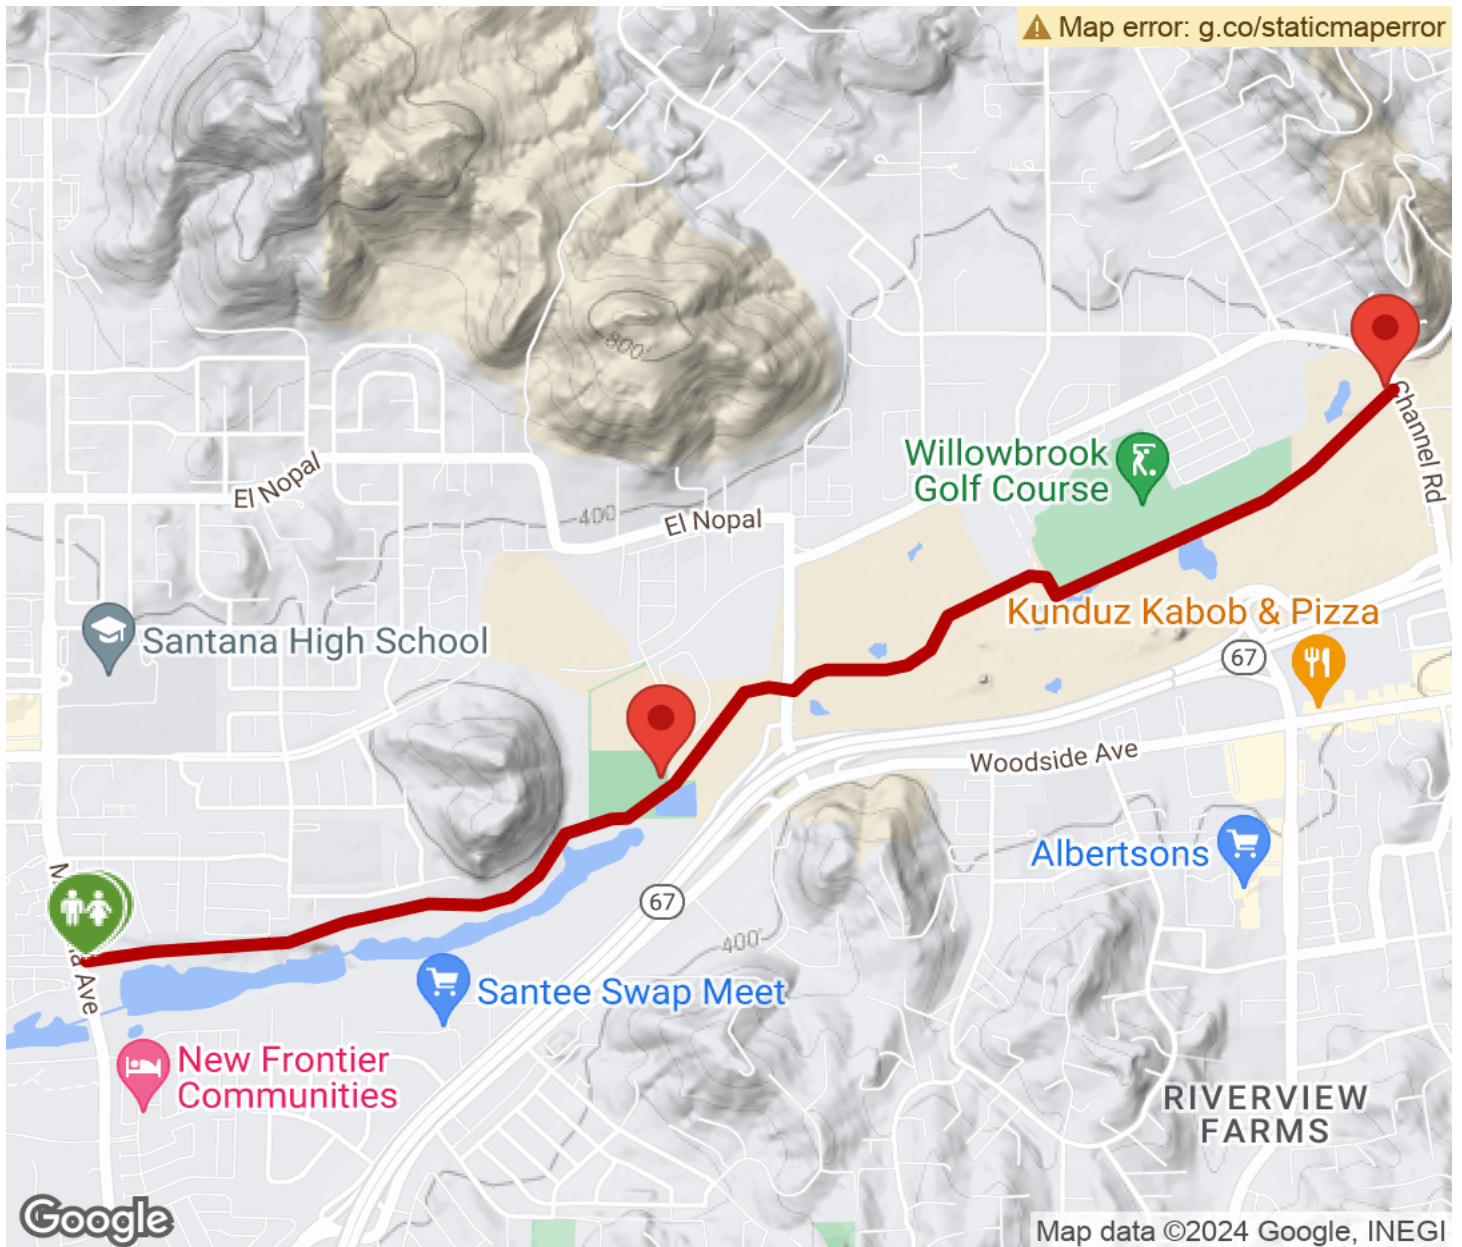 Map error: g.co/staticmaperror
800'
Channel Rd
Willowbrook
Golf Course
El Nopal
400
El Nopal
Kunduz Kabob & Pizza
Santana High School
67
Woodside Ave
Albertsons
67
400'
Ave
Santee Swap Meet
New Frontier
Communities
RIVERVIEW
FARMS
Google
Map data ©2024 Google, INEGI